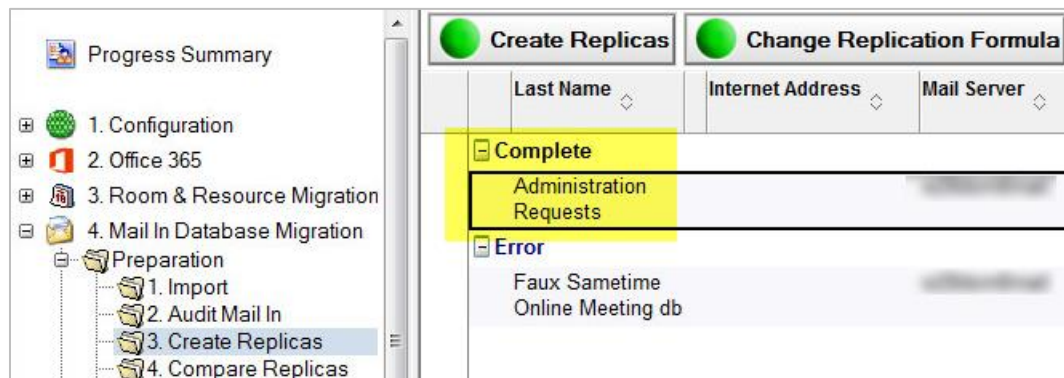 Progress Summary
1. Configuration
2. Office 365
3. Room & Resource Migration
4. Mail In Database Migration
Preparation
1. Import
2. Audit Mail In
3. Create Replicas
4. Compare Replicas
Create Replicas
Change Replication Formula
Last Name
Internet Address
Mail Server
Complete
Administration
Requests
Error
Faux Sametime
Online Meeting db